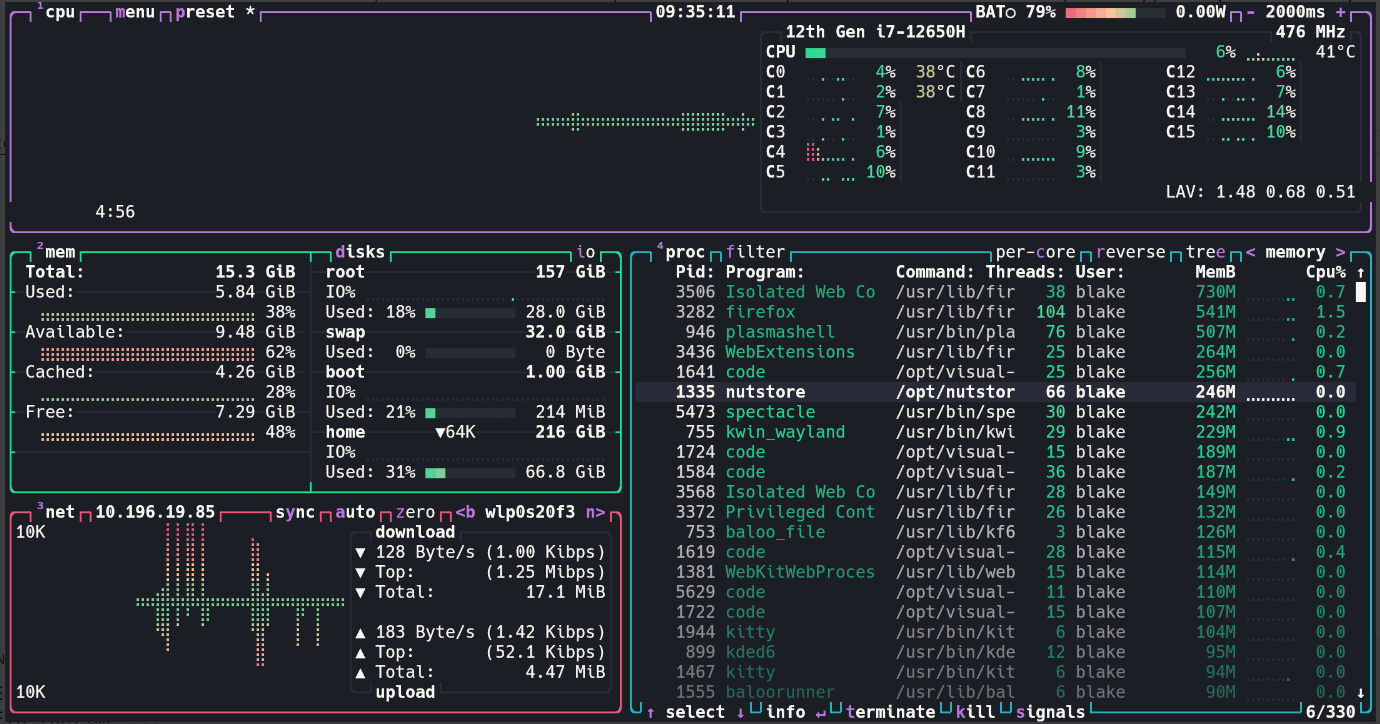 ¹cpu menu preset * 09:35:11 BAT○ 79% 0.00W - 2000ms +
12th Gen i7-12650H 476 MHz
CPU 6% 41°C
C0 4% 38°C C6 8% C12 6%
C1 2% 38°C C7 1% C13 7%
C2 7% C8 11% C14 14%
C3 1% C9 3% C15 10%
C4 6% C10 9%
C5 10% C11 3%
LAV: 1.48 0.68 0.51
4:56
²mem
Total: 15.3 GiB
Used: 5.84 GiB
38%
Available: 9.48 GiB
62%
Cached: 4.26 GiB
28%
Free: 7.29 GiB
48%
disks io
root 157 GiB
IO%
Used: 18% 28.0 GiB
swap 32.0 GiB
Used: 0% 0 Byte
boot 1.00 GiB
IO%
Used: 21% 214 MiB
home ▼64K 216 GiB
IO%
Used: 31% 66.8 GiB
³net 10.196.19.85 sync auto zero <b wlp0s20f3 n>
10K
10K
download
▼ 128 Byte/s (1.00 Kibps)
▼ Top: (1.25 Mibps)
▼ Total: 17.1 MiB
▲ 183 Byte/s (1.42 Kibps)
▲ Top: (52.1 Kibps)
▲ Total: 4.47 MiB
upload
⁴proc filter per-core reverse tree < memory >
Pid: Program: Command: Threads: User: MemB Cpu% ↑
3506 Isolated Web Co /usr/lib/fir 38 blake 730M 0.7
3282 firefox /usr/lib/fir 104 blake 541M 1.5
946 plasmashell /usr/bin/pla 76 blake 507M 0.2
3436 WebExtensions /usr/lib/fir 25 blake 264M 0.0
1641 code /opt/visual- 25 blake 256M 0.7
1335 nutstore /opt/nutstor 66 blake 246M 0.0
5473 spectacle /usr/bin/spe 30 blake 242M 0.0
755 kwin_wayland /usr/bin/kwi 29 blake 229M 0.9
1724 code /opt/visual- 15 blake 189M 0.0
1584 code /opt/visual- 36 blake 187M 0.2
3568 Isolated Web Co /usr/lib/fir 28 blake 149M 0.0
3372 Privileged Cont /usr/lib/fir 26 blake 132M 0.0
753 baloo_file /usr/lib/kf6 3 blake 126M 0.0
1619 code /opt/visual- 28 blake 115M 0.4
1381 WebKitWebProces /usr/lib/web 15 blake 114M 0.0
5629 code /opt/visual- 11 blake 110M 0.0
1722 code /opt/visual- 15 blake 107M 0.0
1944 kitty /usr/bin/kit 6 blake 104M 0.0
899 kded6 /usr/bin/kde 12 blake 95M 0.0
1467 kitty /usr/bin/kit 6 blake 94M 0.0
1555 baloorunner /usr/lib/bal 6 blake 90M 0.0 ↓
↑ select ↓ info ↵ terminate kill signals 6/330